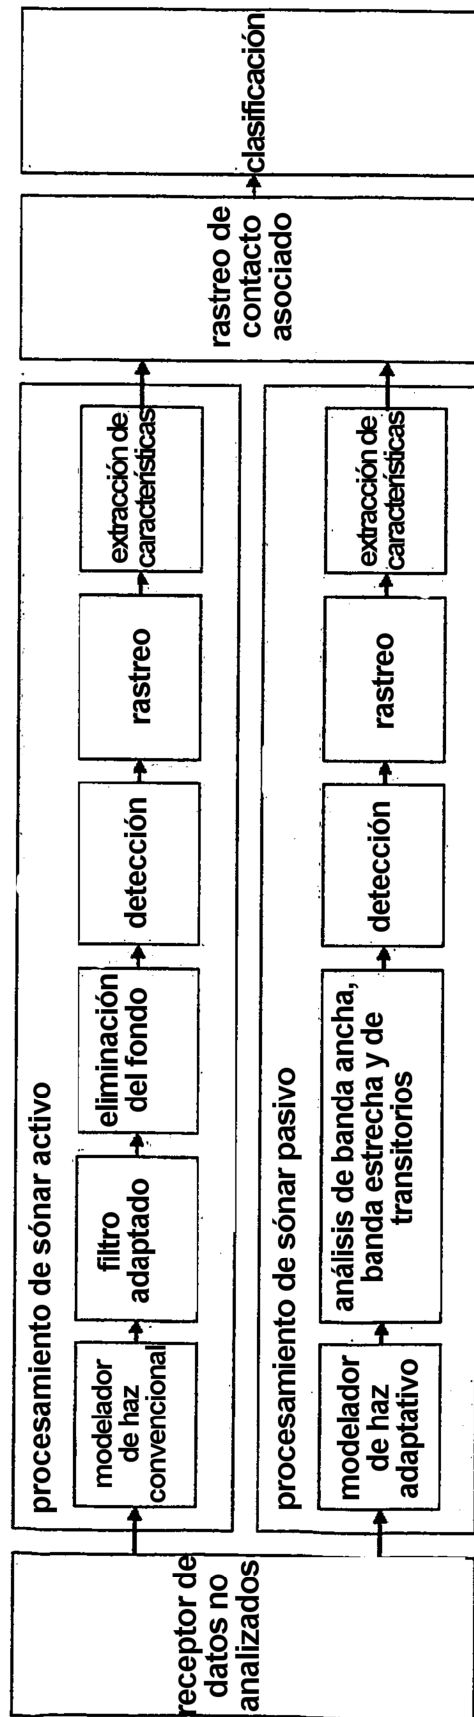 receptor de
datos no
analizados
procesamiento de sónar activo
modelador
de haz
convencional
filtro
adaptado
eliminación
del fondo
detección
rastreo
extracción de
características
procesamiento de sónar pasivo
modelador
de haz
adaptativo
análisis de banda ancha,
banda estrecha y de
transitorios
detección
rastreo
extracción de
características
rastreo de
contacto
asociado
clasificación